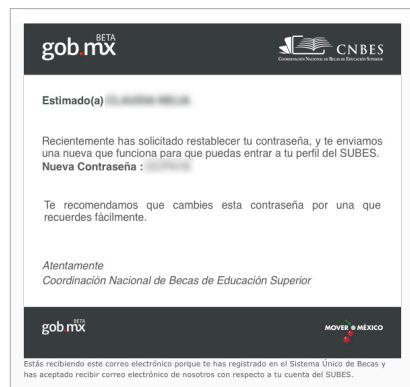 BETA
gob.mx
CNBES
COORDINACIÓN NACIONAL DE BECAS DE EDUCACIÓN SUPERIOR
Estimado(a)
Recientemente has solicitado restablecer tu contraseña, y te enviamos
una nueva que funciona para que puedas entrar a tu perfil del SUBES.
Nueva Contraseña :
Te recomendamos que cambies esta contraseña por una que
recuerdes fácilmente.
Atentamente
Coordinación Nacional de Becas de Educación Superior
BETA
gob.mx
MOVER A MÉXICO
Estás recibiendo este correo electrónico porque te has registrado en el Sistema Único de Becas y
has aceptado recibir correo electrónico de nosotros con respecto a tu cuenta del SUBES.